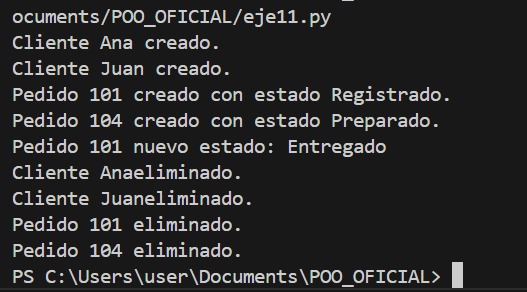 ocuments/POO_OFICIAL/eje11.py
Cliente Ana creado.
Cliente Juan creado.
Pedido 101 creado con estado Registrado.
Pedido 104 creado con estado Preparado.
Pedido 101 nuevo estado: Entregado
Cliente Anaeliminado.
Cliente Juaneliminado.
Pedido 101 eliminado.
Pedido 104 eliminado.
PS C:\Users\user\Documents\POO_OFICIAL>